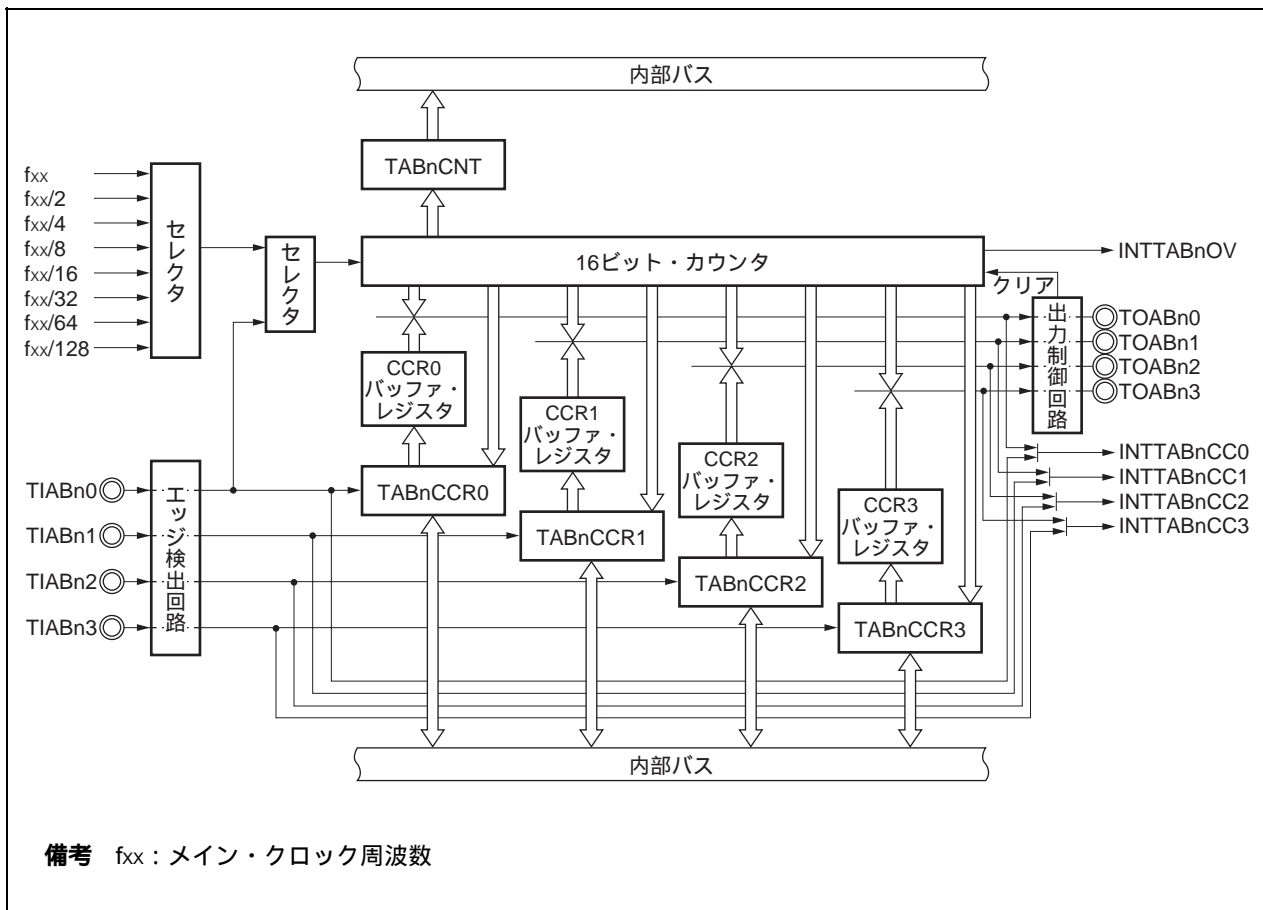 内部バス
TABnCNT
fxx
fxx/2
fxx/4
fxx/8
fxx/16
fxx/32
fxx/64
fxx/128
セレクタ
セレクタ
16ビット・カウンタ
INTTABnOV
クリア
出力制御回路
TOABn0
TOABn1
TOABn2
TOABn3
CCR0
バッファ・
レジスタ
CCR1
バッファ・
レジスタ
CCR2
バッファ・
レジスタ
CCR3
バッファ・
レジスタ
INTTABnCC0
INTTABnCC1
INTTABnCC2
INTTABnCC3
TIABn0
TIABn1
TIABn2
TIABn3
エッジ検出回路
TABnCCR0
TABnCCR1
TABnCCR2
TABnCCR3
内部バス
備考 fxx：メイン・クロック周波数